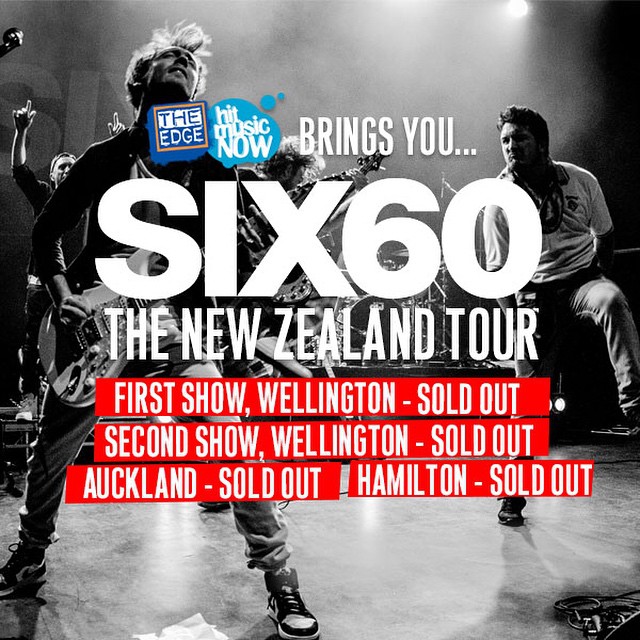 THE EDGE
hit music NOW
BRINGS YOU...
SIX60
THE NEW ZEALAND TOUR
FIRST SHOW, WELLINGTON - SOLD OUT
SECOND SHOW, WELLINGTON - SOLD OUT
AUCKLAND - SOLD OUT HAMILTON - SOLD OUT